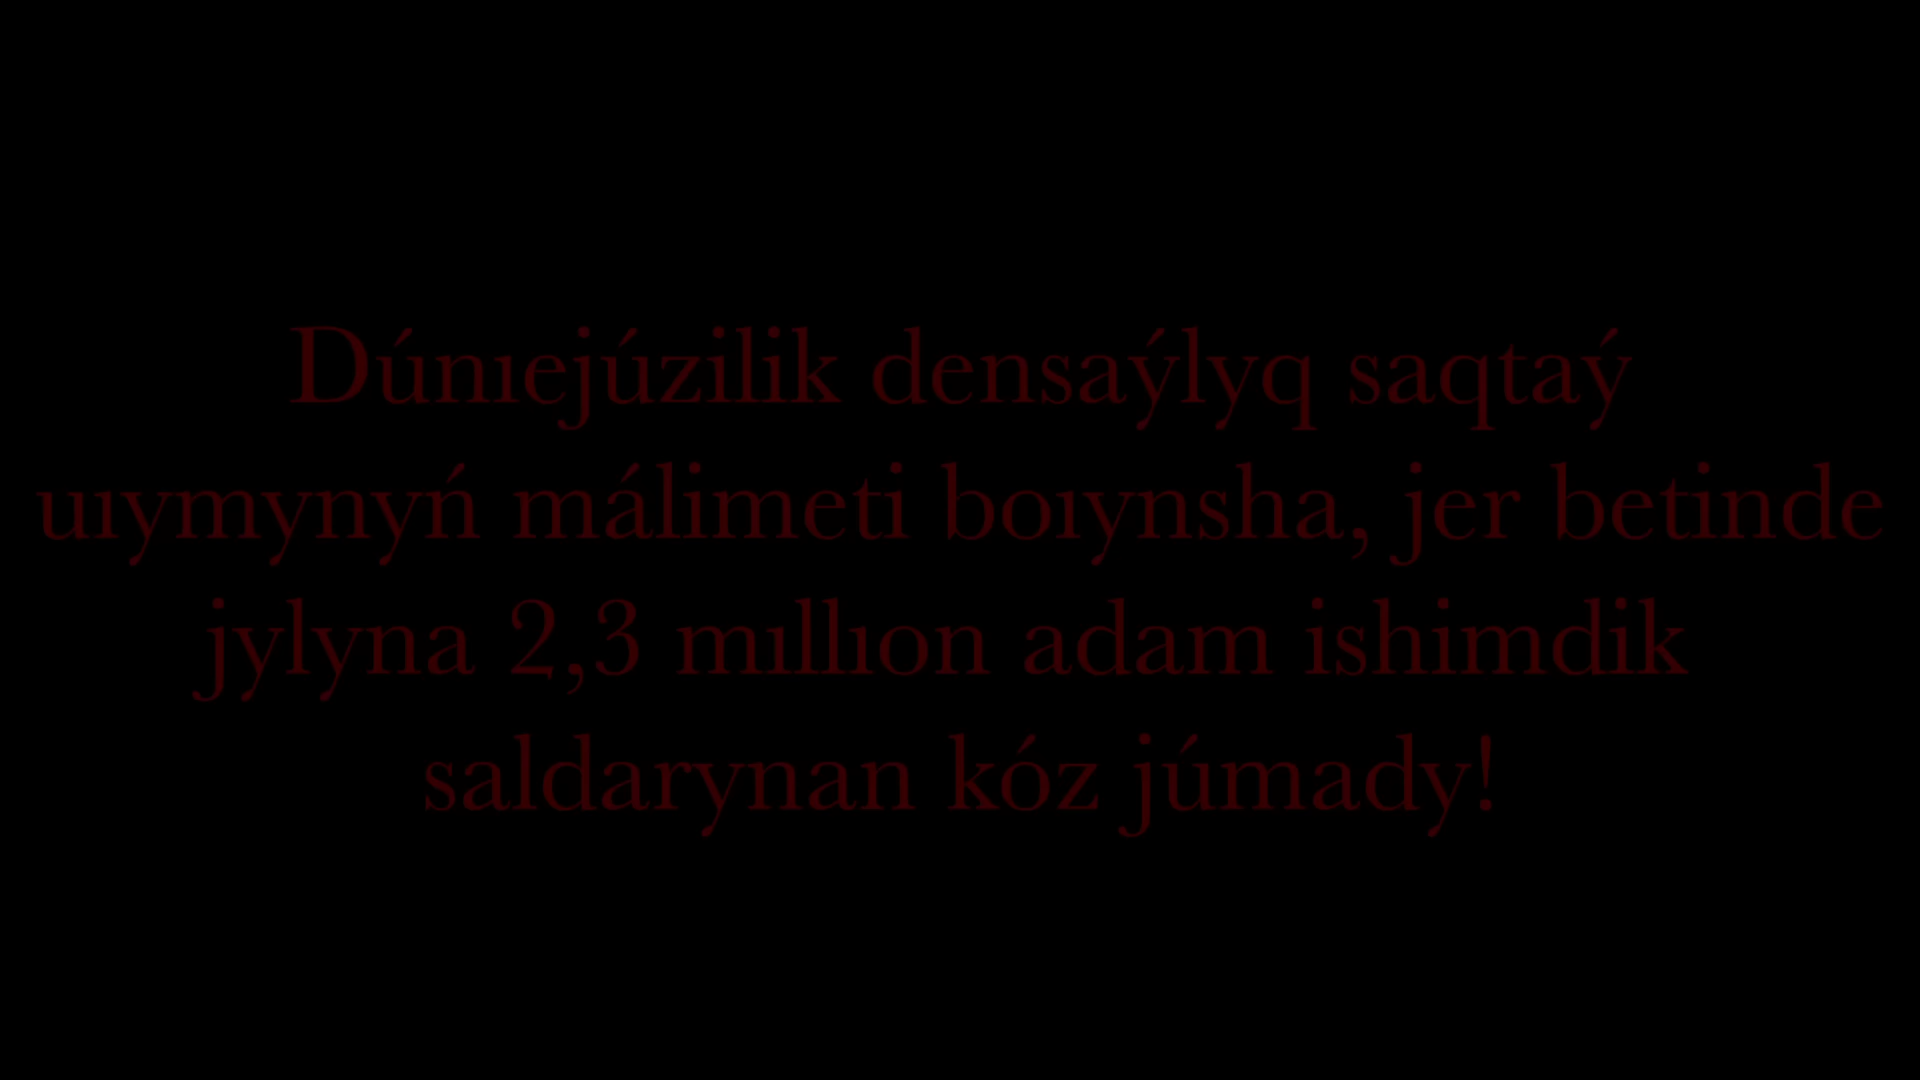 Dúnıejúzilik densaýlyq saqtaý
uıymynyń málimeti boıynsha, jer betinde
jylyna 2,3 mıllıon adam ishimdik
saldarynan kóz júmady!